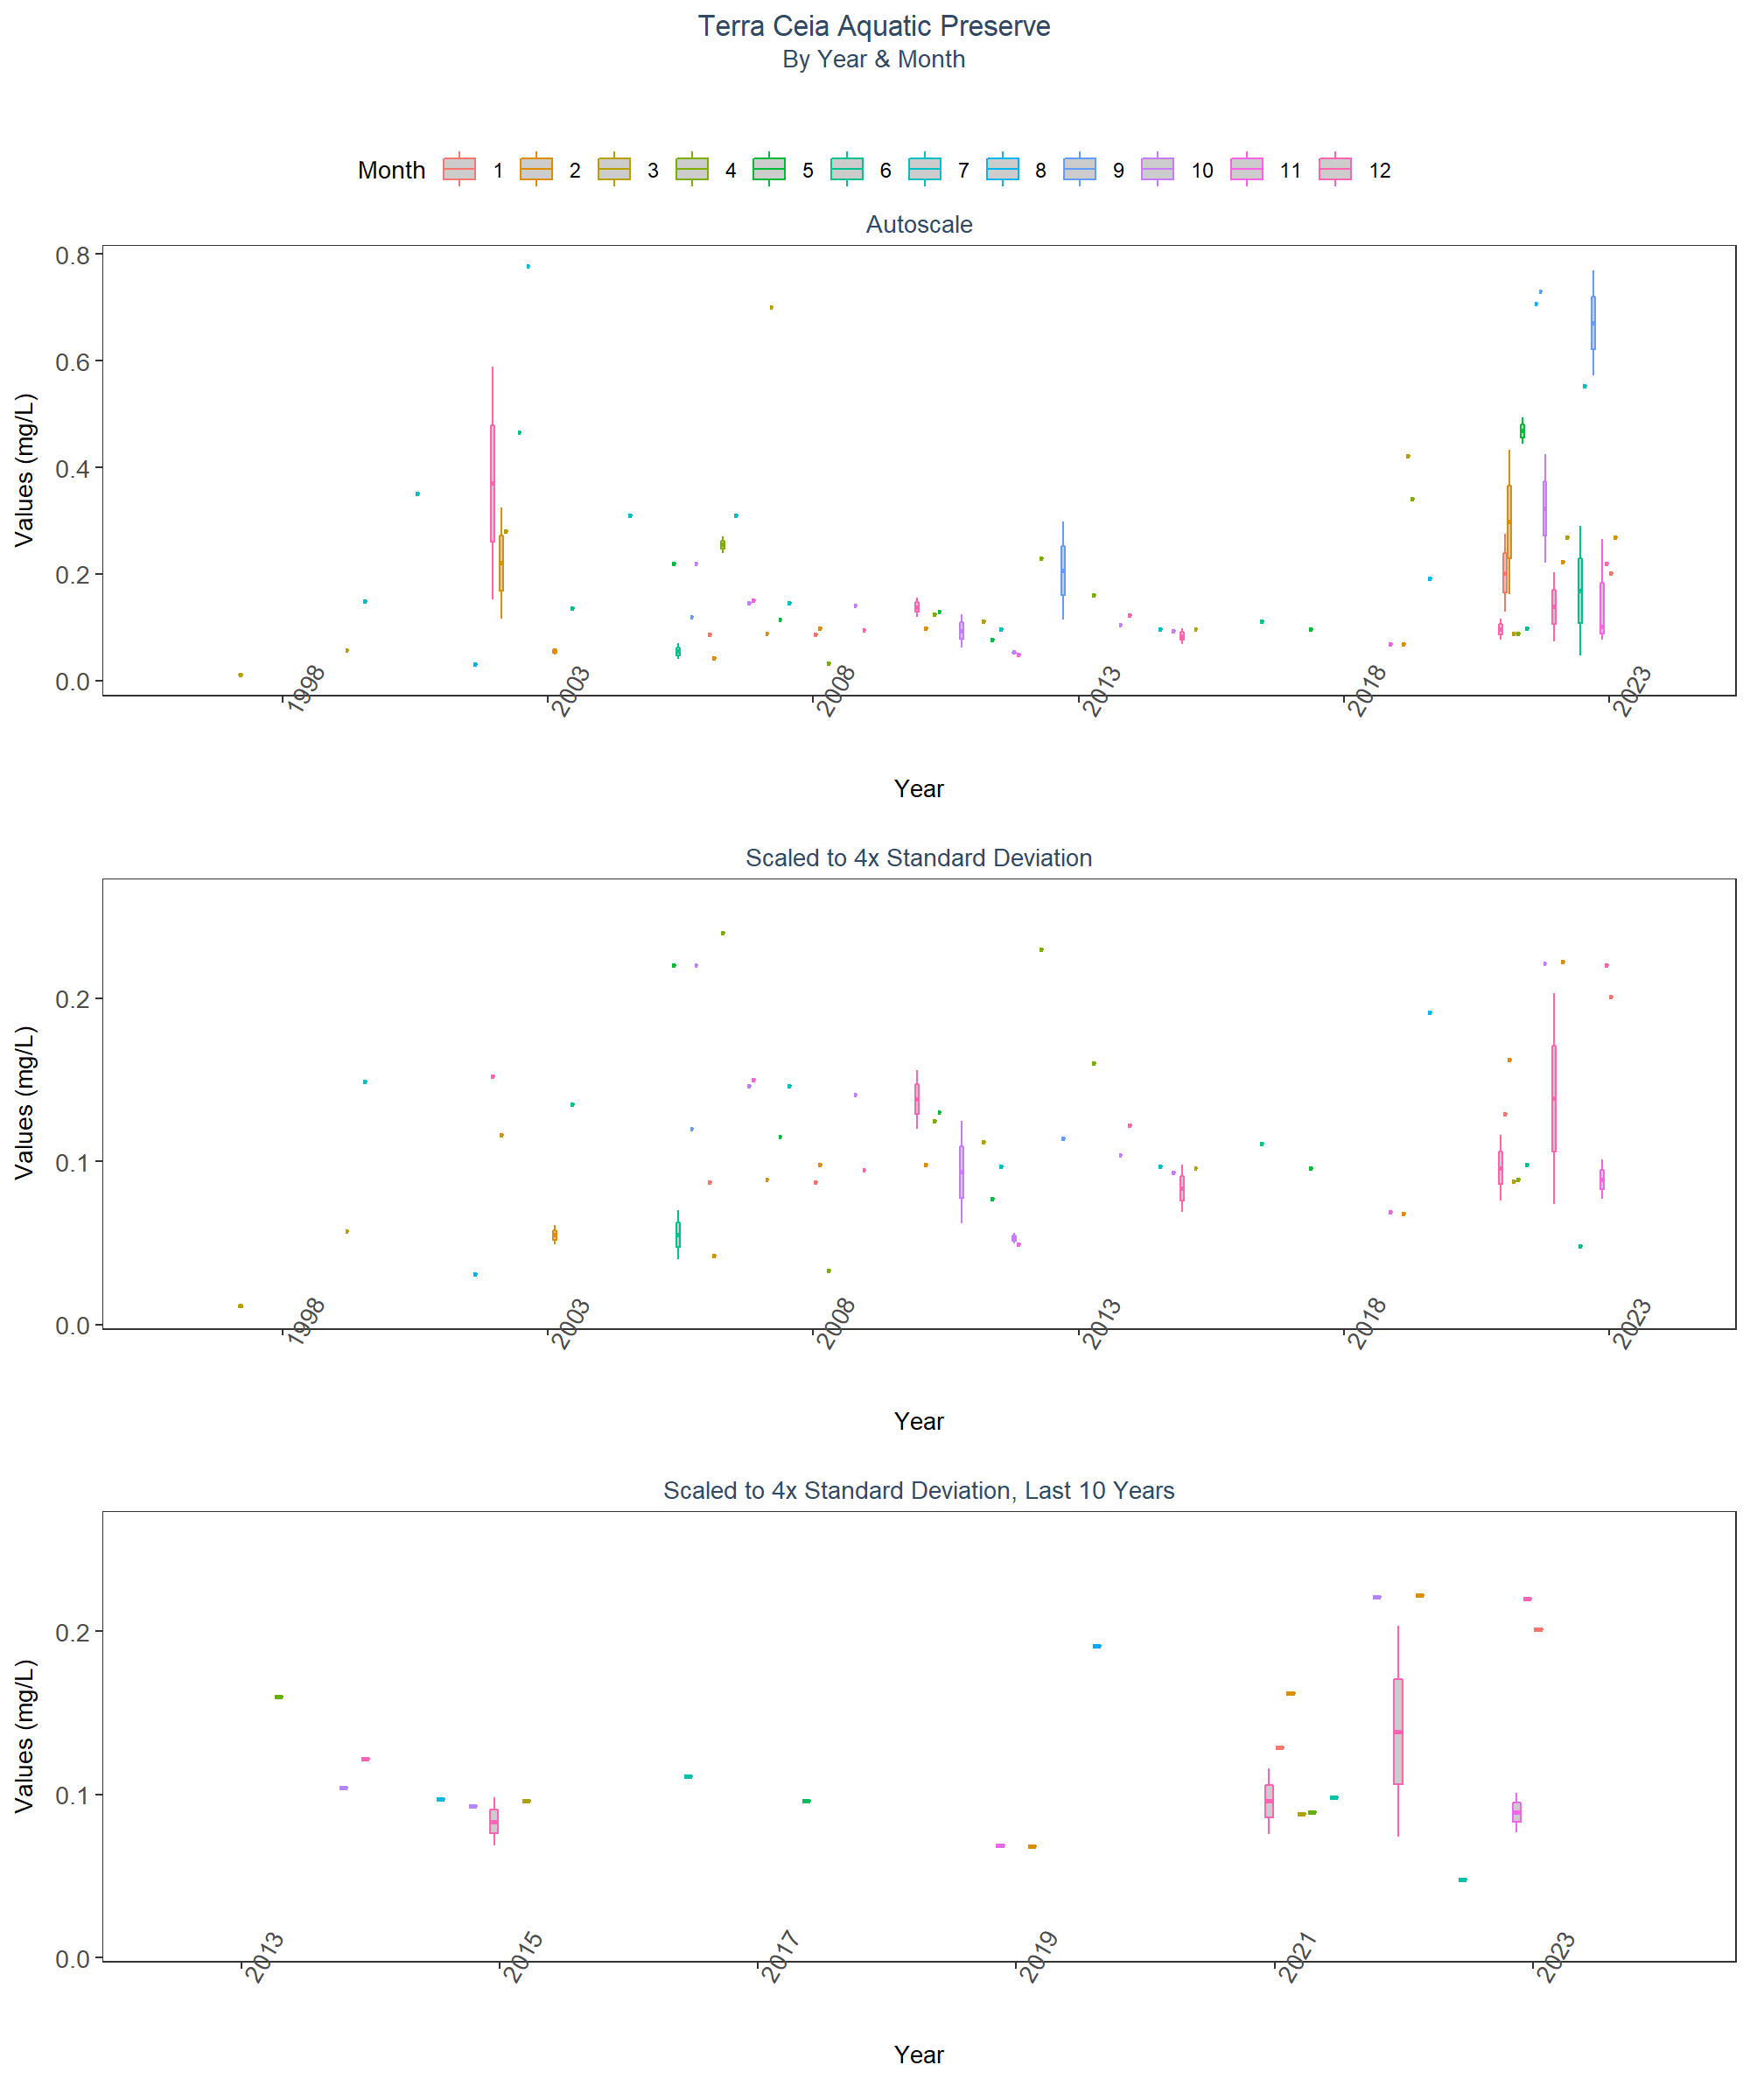 Terra Ceia Aquatic Preserve
By Year & Month
Month 1 2 3 4 5 6 7 8 9 10 11 12
Autoscale
Values (mg/L)
0.8
0.6
0.4
0.2
0.0
1998 2003 2008 2013 2018 2023
Year
Scaled to 4x Standard Deviation
Values (mg/L)
0.2
0.1
0.0
1998 2003 2008 2013 2018 2023
Year
Scaled to 4x Standard Deviation, Last 10 Years
Values (mg/L)
0.2
0.1
0.0
2013 2015 2017 2019 2021 2023
Year